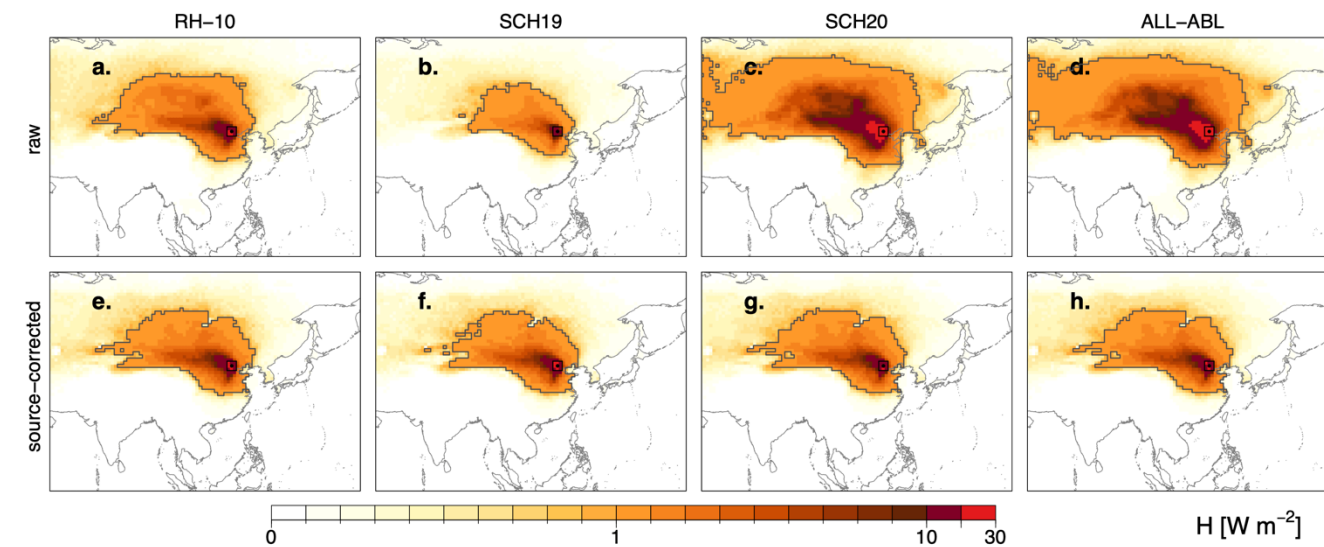 RH−10 SCH19 SCH20 ALL−ABL
raw
a. b. c. d.
source−corrected
e. f. g. h.
0 1 10 30
H [W m⁻²]